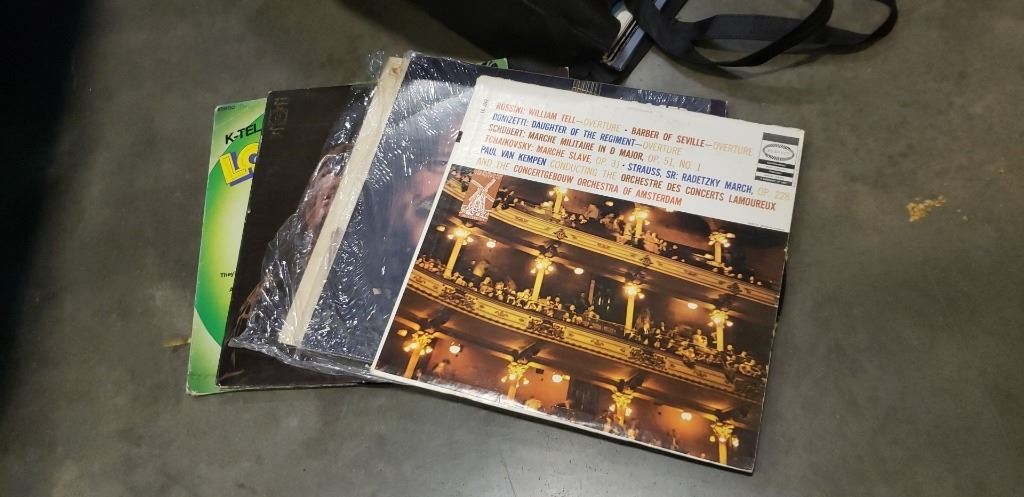 ROSSINI: WILLIAM TELL—OVERTURE • BARBER OF SEVILLE—OVERTURE
DONIZETTI: DAUGHTER OF THE REGIMENT—OVERTURE
SCHUBERT: MARCHE MILITAIRE IN D MAJOR, OP. 51, NO. 1
TCHAIKOVSKY: MARCHE SLAVE, OP. 31 • STRAUSS, SR: RADETZKY MARCH, OP. 228
PAUL VAN KEMPEN CONDUCTING THE ORCHESTRE DES CONCERTS LAMOUREUX
AND THE CONCERTGEBOUW ORCHESTRA OF AMSTERDAM
K-TEL
LO
They'